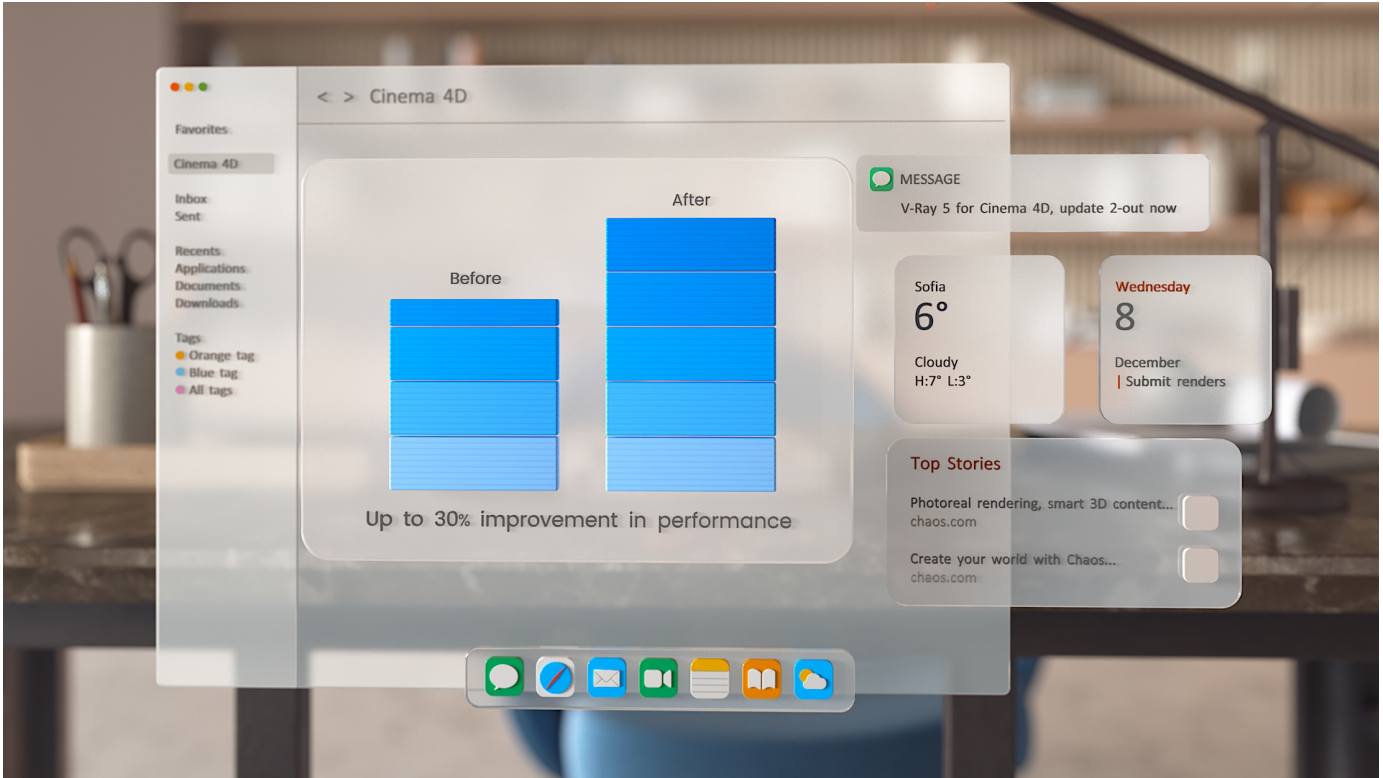 < > Cinema 4D
Favorites
Cinema 4D
Inbox
Sent
Recents
Applications
Documents
Downloads
Tags
Orange tag
Blue tag
All tags
Before
After
Up to 30% improvement in performance
MESSAGE
V-Ray 5 for Cinema 4D, update 2-out now
Sofia
6°
Cloudy
H:7° L:3°
Wednesday
8
December
| Submit renders
Top Stories
Photoreal rendering, smart 3D content...
chaos.com
Create your world with Chaos...
chaos.com